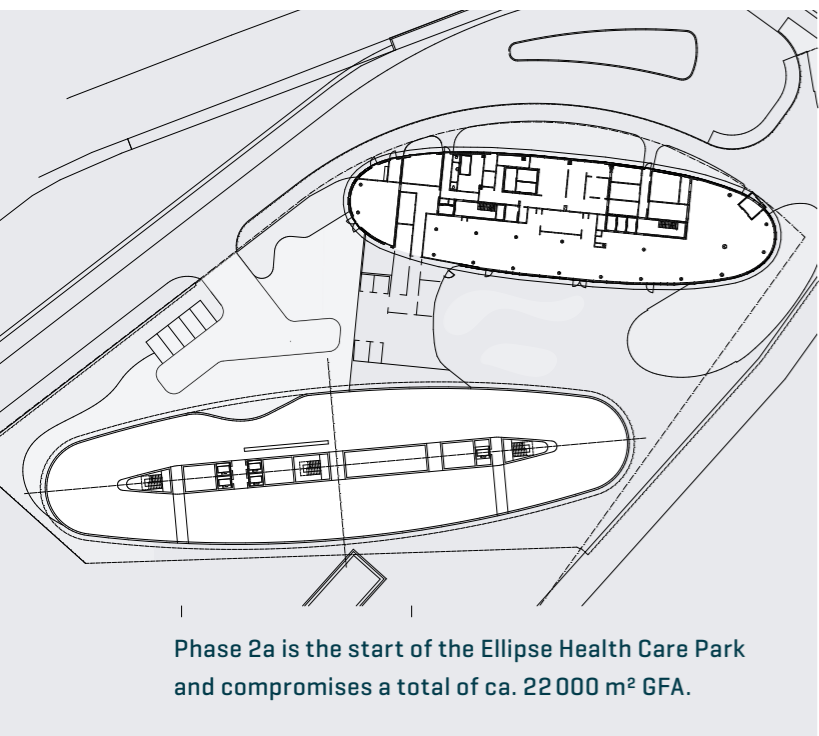 Phase 2a is the start of the Ellipse Health Care Park
and compromises a total of ca. 22 000 m² GFA.